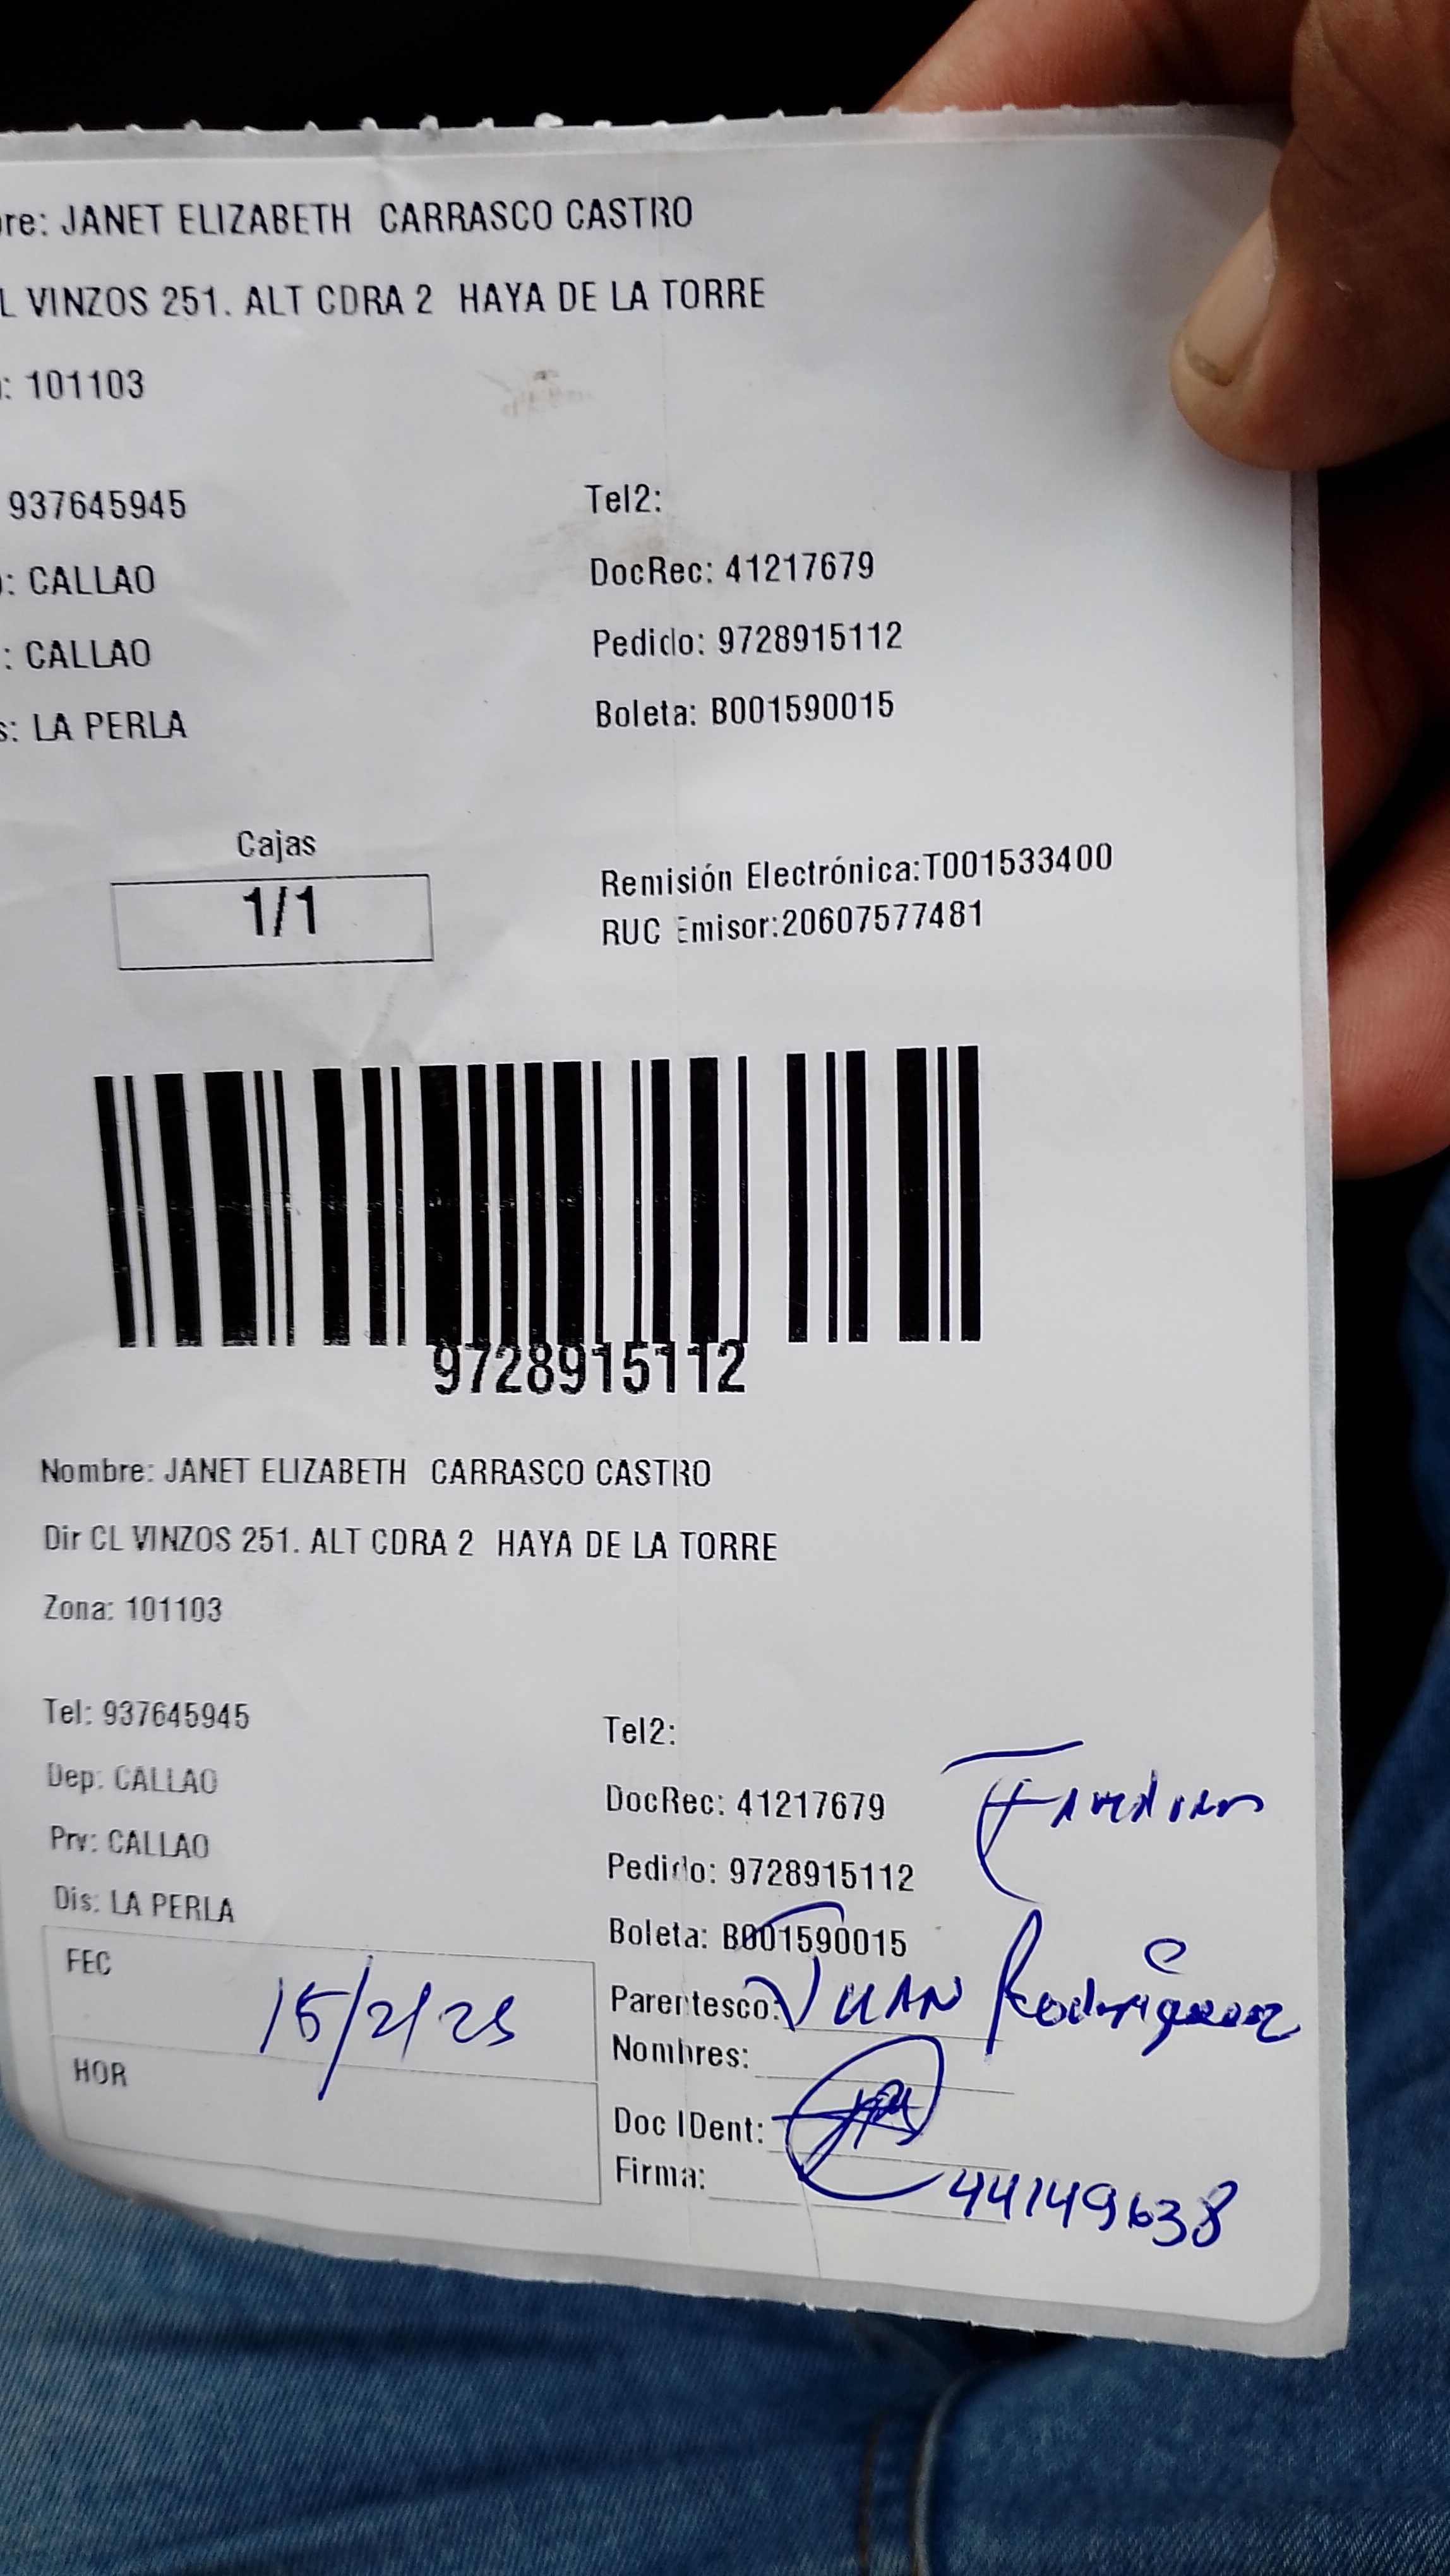 re: JANET ELIZABETH CARRASCO CASTRO
L VINZOS 251. ALT CDRA 2 HAYA DE LA TORRE
: 101103
937645945
Tel2:
: CALLAO
DocRec: 41217679
: CALLAO
Pedido: 9728915112
s: LA PERLA
Boleta: B001590015
Cajas
1/1
Remisión Electrónica:T001533400
RUC Emisor:20607577481
9728915112
Nombre: JANET ELIZABETH CARRASCO CASTRO
Dir CL VINZOS 251. ALT CDRA 2 HAYA DE LA TORRE
Zona: 101103
Tel: 937645945
Tel2:
Dep: CALLAO
DocRec: 41217679
Familiar
Prv: CALLAO
Pedido: 9728915112
Dis: LA PERLA
Boleta: B001590015
FEC
15/2/25
Parentesco: JUAN Rodriguez
Nombres:
HOR
Doc IDent:
Firma:
44149638